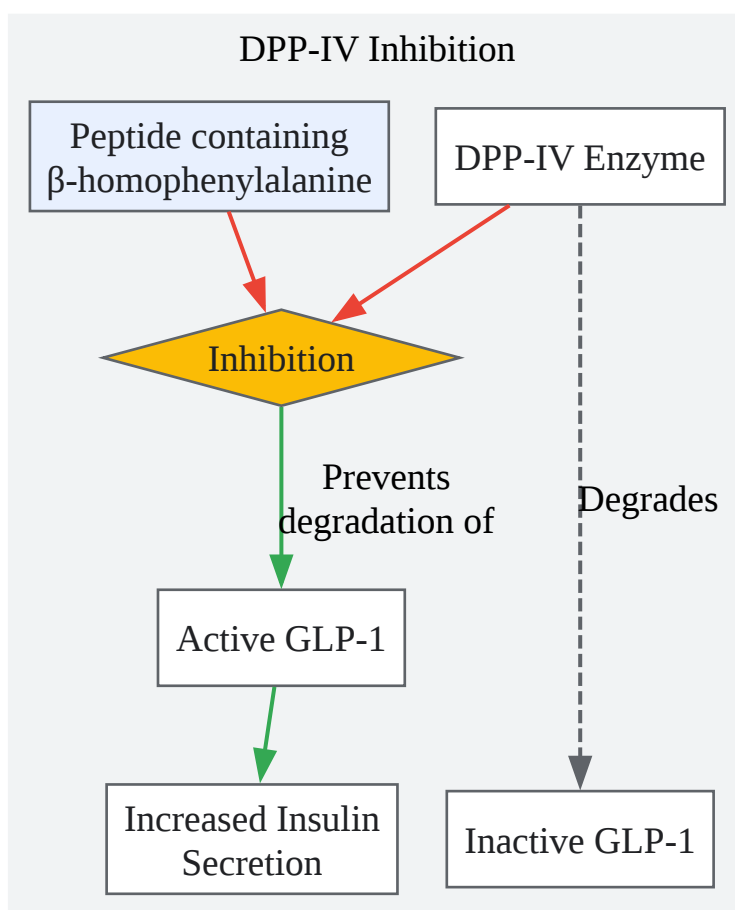 DPP-IV Inhibition
Peptide containing
β-homophenylalanine
DPP-IV Enzyme
Inhibition
Prevents
degradation of
Degrades
Active GLP-1
Increased Insulin
Secretion
Inactive GLP-1